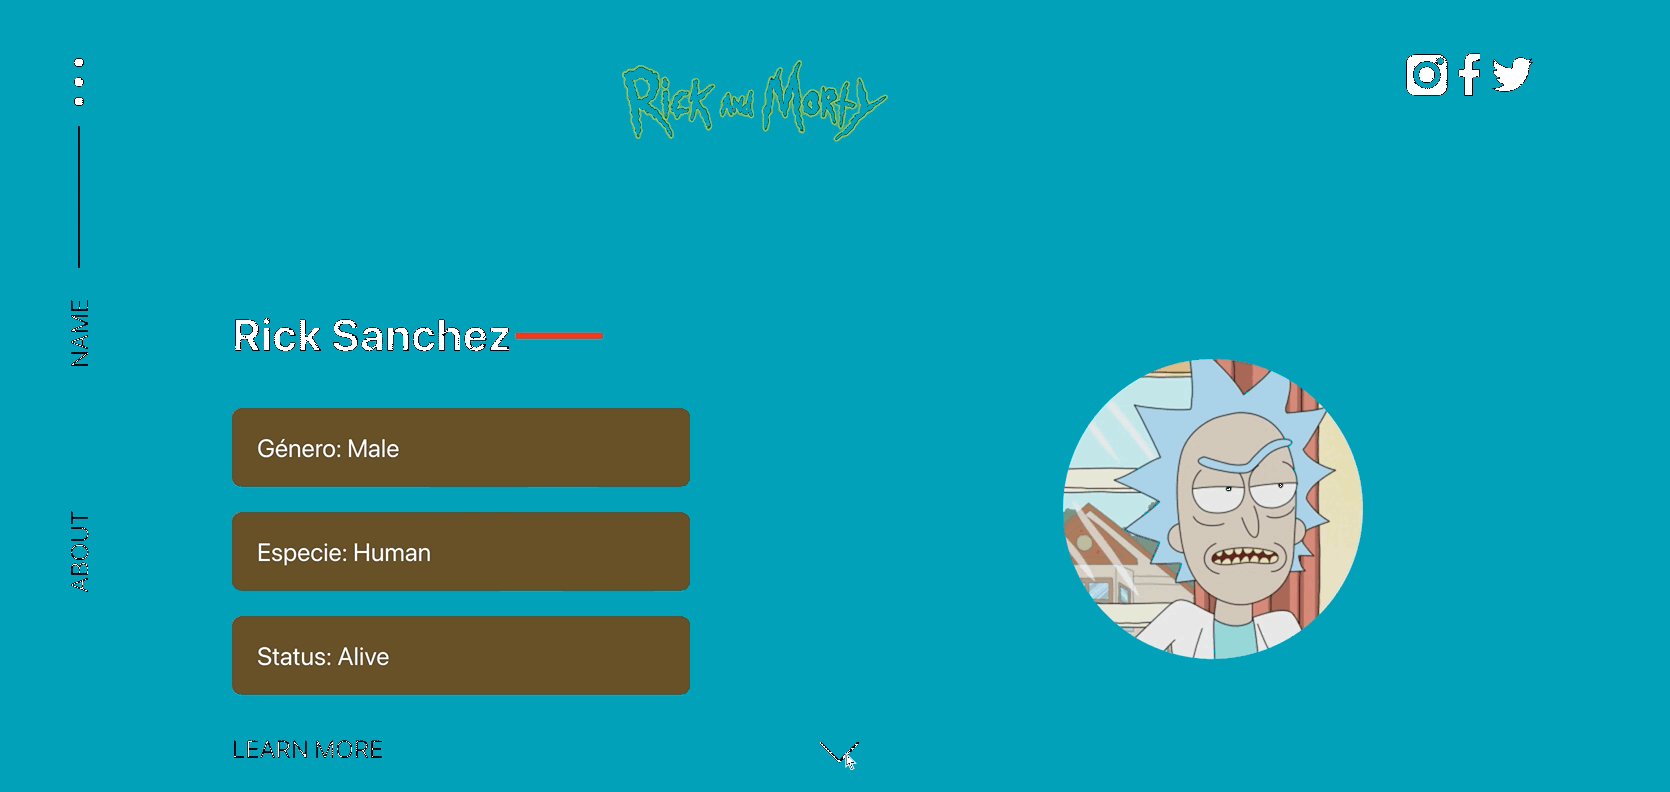 Rick and Morty
NAME
Rick Sanchez
Género: Male
Especie: Human
ABOUT
Status: Alive
LEARN MORE